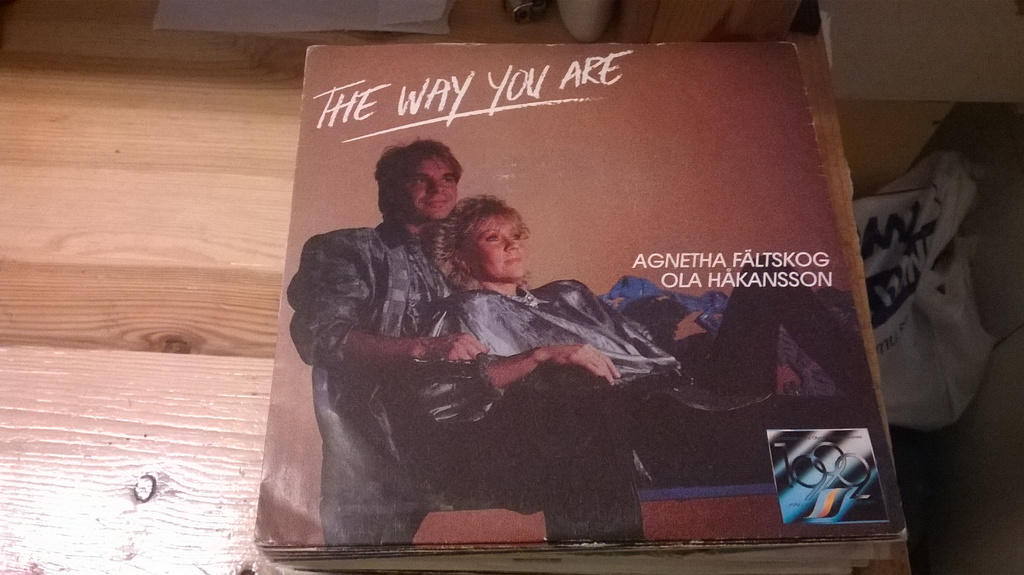 THE WAY YOU ARE
AGNETHA FÄLTSKOG
OLA HÅKANSSON